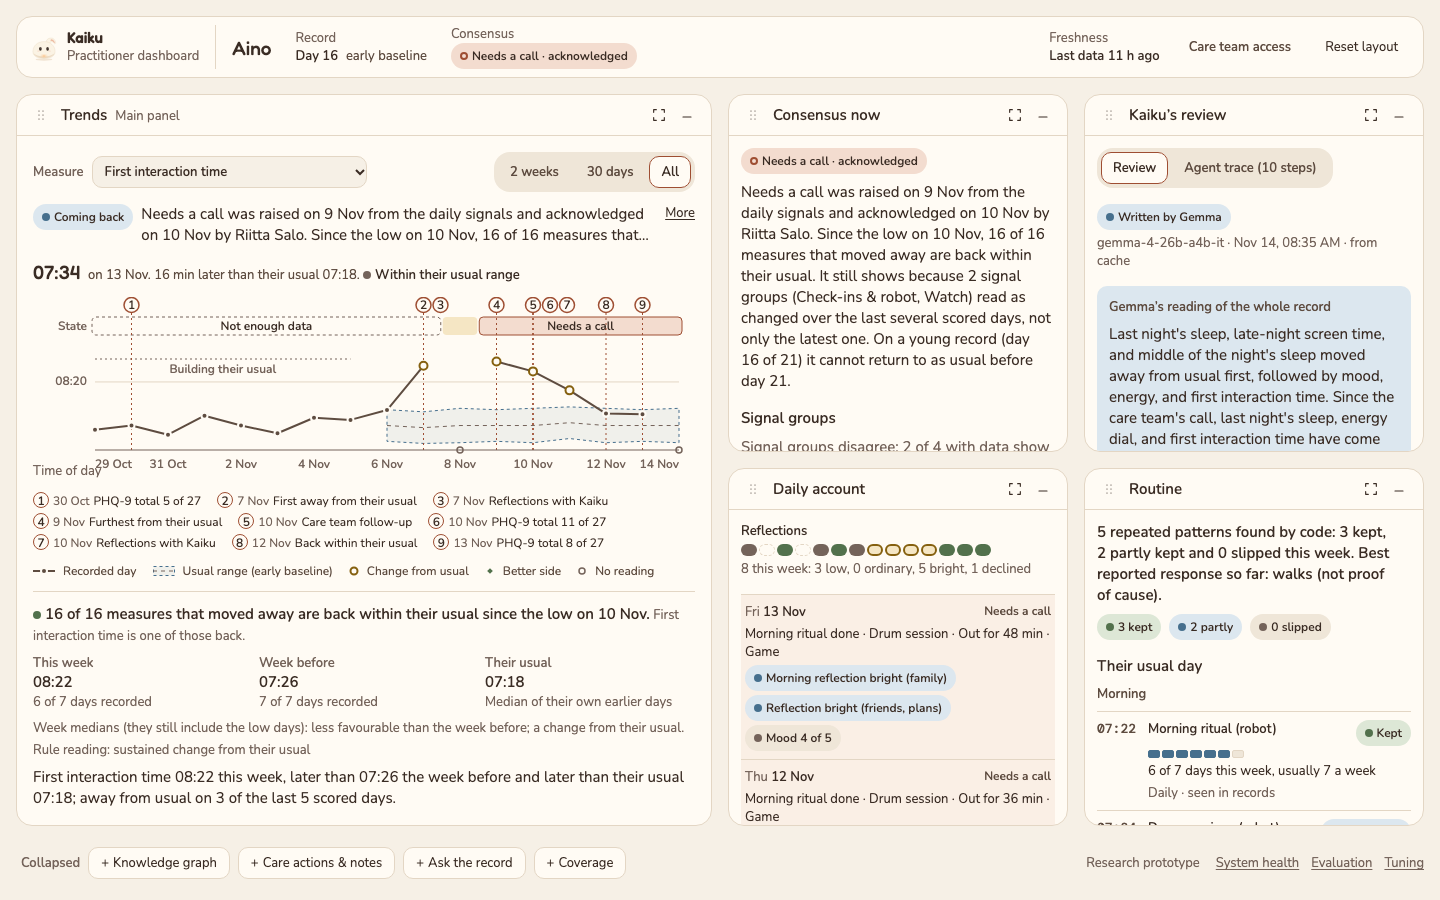 Kaiku
Practitioner dashboard
Aino
Record
Day 16 early baseline
Consensus
Needs a call · acknowledged
Freshness
Last data 11 h ago
Care team access
Reset layout
Trends Main panel
Measure First interaction time
2 weeks 30 days All
Coming back
Needs a call was raised on 9 Nov from the daily signals and acknowledged
on 10 Nov by Riitta Salo. Since the low on 10 Nov, 16 of 16 measures that...
More
07:34 on 13 Nov. 16 min later than their usual 07:18. Within their usual range
1 2 3 4 5 6 7 8 9
State Not enough data Needs a call
Building their usual
08:20
Time of day
29 Oct 31 Oct 2 Nov 4 Nov 6 Nov 8 Nov 10 Nov 12 Nov 14 Nov
1 30 Oct PHQ-9 total 5 of 27 2 7 Nov First away from their usual 3 7 Nov Reflections with Kaiku
4 9 Nov Furthest from their usual 5 10 Nov Care team follow-up 6 10 Nov PHQ-9 total 11 of 27
7 10 Nov Reflections with Kaiku 8 12 Nov Back within their usual 9 13 Nov PHQ-9 total 8 of 27
Recorded day Usual range (early baseline) Change from usual Better side No reading
16 of 16 measures that moved away are back within their usual since the low on 10 Nov. First
interaction time is one of those back.
This week Week before Their usual
08:22 07:26 07:18
6 of 7 days recorded 7 of 7 days recorded Median of their own earlier days
Week medians (they still include the low days): less favourable than the week before; a change from their usual.
Rule reading: sustained change from their usual
First interaction time 08:22 this week, later than 07:26 the week before and later than their usual
07:18; away from usual on 3 of the last 5 scored days.
Consensus now
Needs a call · acknowledged
Needs a call was raised on 9 Nov from the
daily signals and acknowledged on 10 Nov by
Riitta Salo. Since the low on 10 Nov, 16 of 16
measures that moved away are back within
their usual. It still shows because 2 signal
groups (Check-ins & robot, Watch) read as
changed over the last several scored days, not
only the latest one. On a young record (day
16 of 21) it cannot return to as usual before
day 21.
Signal groups
Signal groups disagree: 2 of 4 with data show
Kaiku's review
Review Agent trace (10 steps)
Written by Gemma
gemma-4-26b-a4b-it · Nov 14, 08:35 AM · from
cache
Gemma's reading of the whole record
Last night's sleep, late-night screen time,
and middle of the night's sleep moved
away from usual first, followed by mood,
energy, and first interaction time. Since the
care team's call, last night's sleep, energy
dial, and first interaction time have come
Daily account
Reflections
8 this week: 3 low, 0 ordinary, 5 bright, 1 declined
Fri 13 Nov Needs a call
Morning ritual done · Drum session · Out for 48 min ·
Game
Morning reflection bright (family)
Reflection bright (friends, plans)
Mood 4 of 5
Thu 12 Nov Needs a call
Morning ritual done · Drum session · Out for 36 min ·
Game
Routine
5 repeated patterns found by code: 3 kept,
2 partly kept and 0 slipped this week. Best
reported response so far: walks (not proof
of cause).
3 kept 2 partly 0 slipped
Their usual day
Morning
07:22 Morning ritual (robot) Kept
6 of 7 days this week, usually 7 a week
Daily · seen in records
Collapsed + Knowledge graph + Care actions & notes + Ask the record + Coverage
Research prototype System health Evaluation Tuning